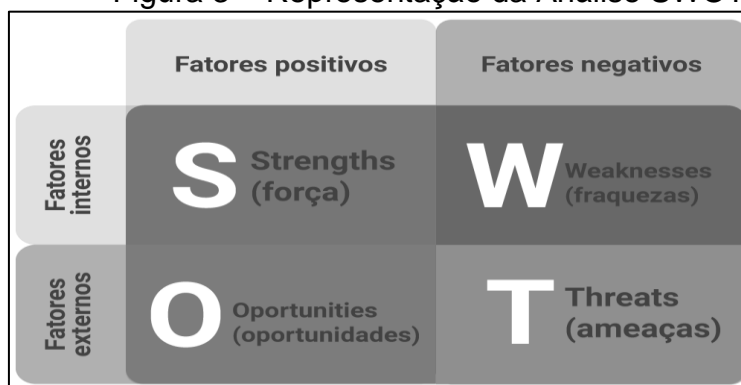 Fatores positivos
Fatores negativos
Fatores
internos
S
Strengths
(força)
W
Weaknesses
(fraquezas)
Fatores
externos
O
Oportunities
(oportunidades)
T
Threats
(ameaças)